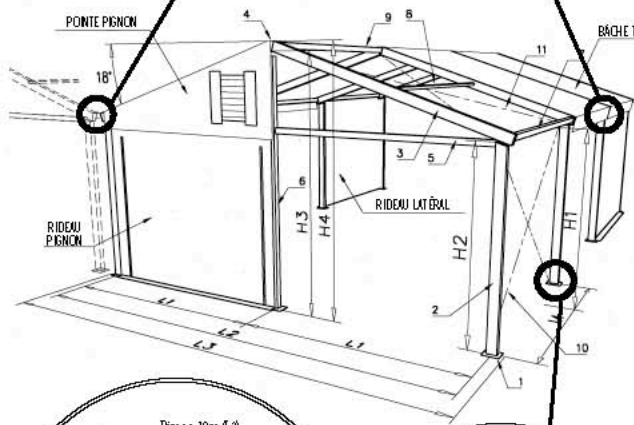 POINTE PIGNON
4
9
8
11
BÂCHE T
18°
7
3
5
6
RIDEAU LATÉRAL
H3
H4
H2
H1
RIDEAU
PIGNON
2
L1
L2
L1
L3
10
1